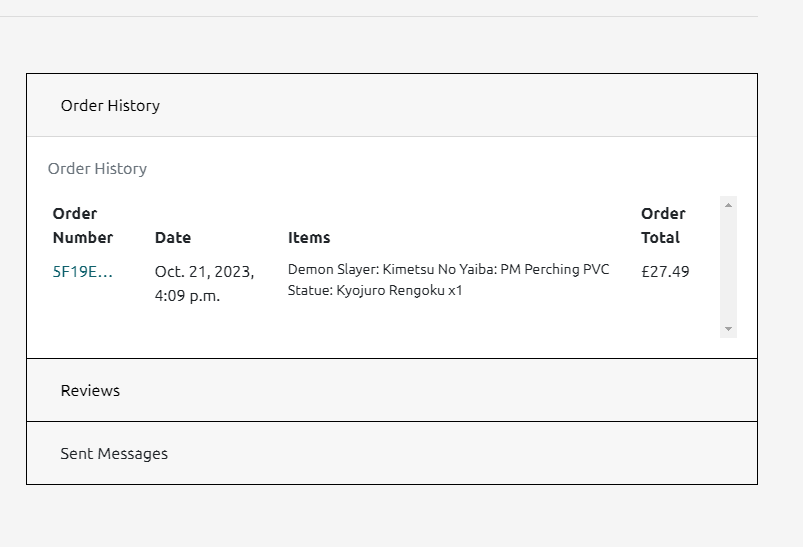 Order History
Order History
Order
Number
Date
Items
Order
Total
5F19E...
Oct. 21, 2023,
4:09 p.m.
Demon Slayer: Kimetsu No Yaiba: PM Perching PVC
Statue: Kyojuro Rengoku x1
£27.49
Reviews
Sent Messages